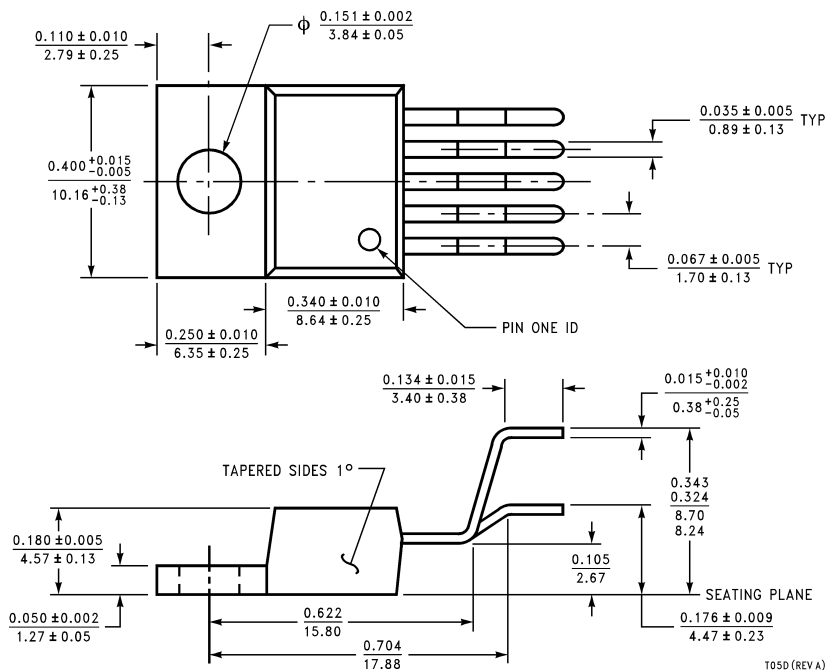 ϕ 0.151 ± 0.002
3.84 ± 0.05
0.110 ± 0.010
2.79 ± 0.25
0.035 ± 0.005 TYP
0.89 ± 0.13
0.400 +0.015 -0.005
10.16 +0.38 -0.13
0.067 ± 0.005 TYP
1.70 ± 0.13
0.340 ± 0.010
8.64 ± 0.25
0.250 ± 0.010
6.35 ± 0.25
PIN ONE ID
0.134 ± 0.015
3.40 ± 0.38
0.015 +0.010 -0.002
0.38 +0.25 -0.05
TAPERED SIDES 1°
0.343
0.324
8.70
8.24
0.180 ± 0.005
4.57 ± 0.13
0.105
2.67
SEATING PLANE
0.050 ± 0.002
1.27 ± 0.05
0.622
15.80
0.176 ± 0.009
4.47 ± 0.23
0.704
17.88
T05D (REV A)